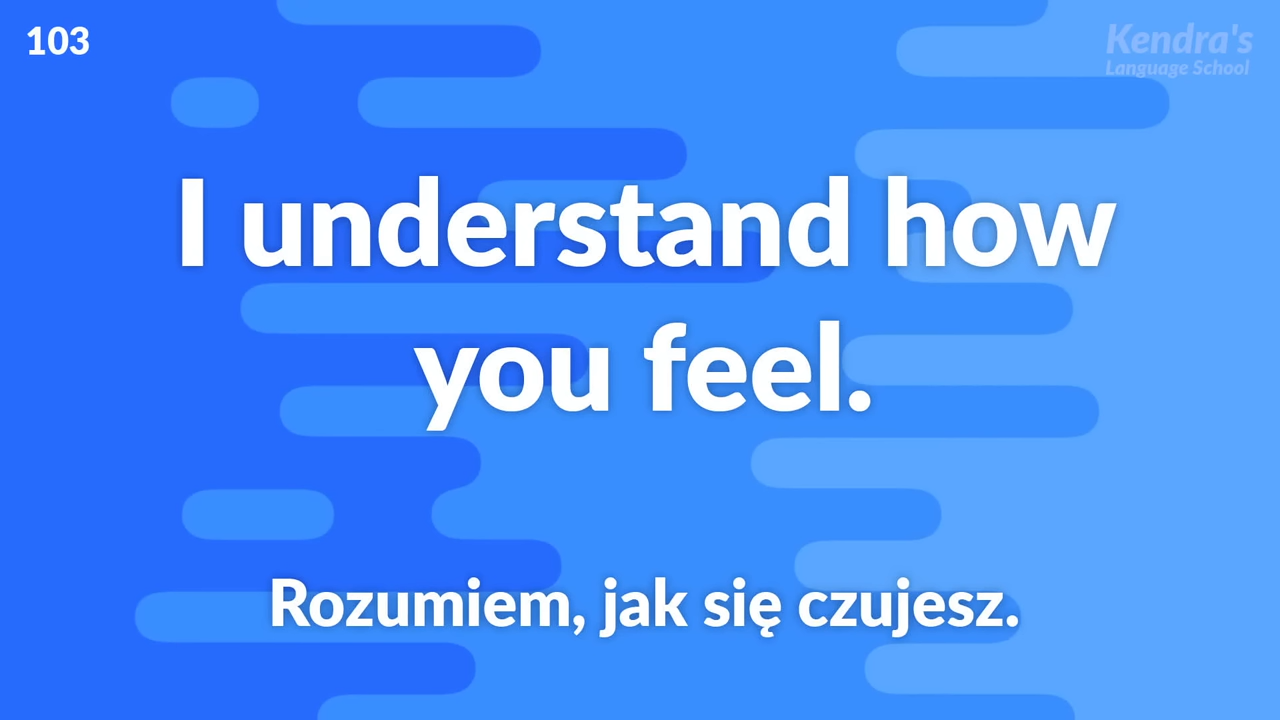 103
Kendra's
Language School
I understand how
you feel.
Rozumiem, jak się czujesz.